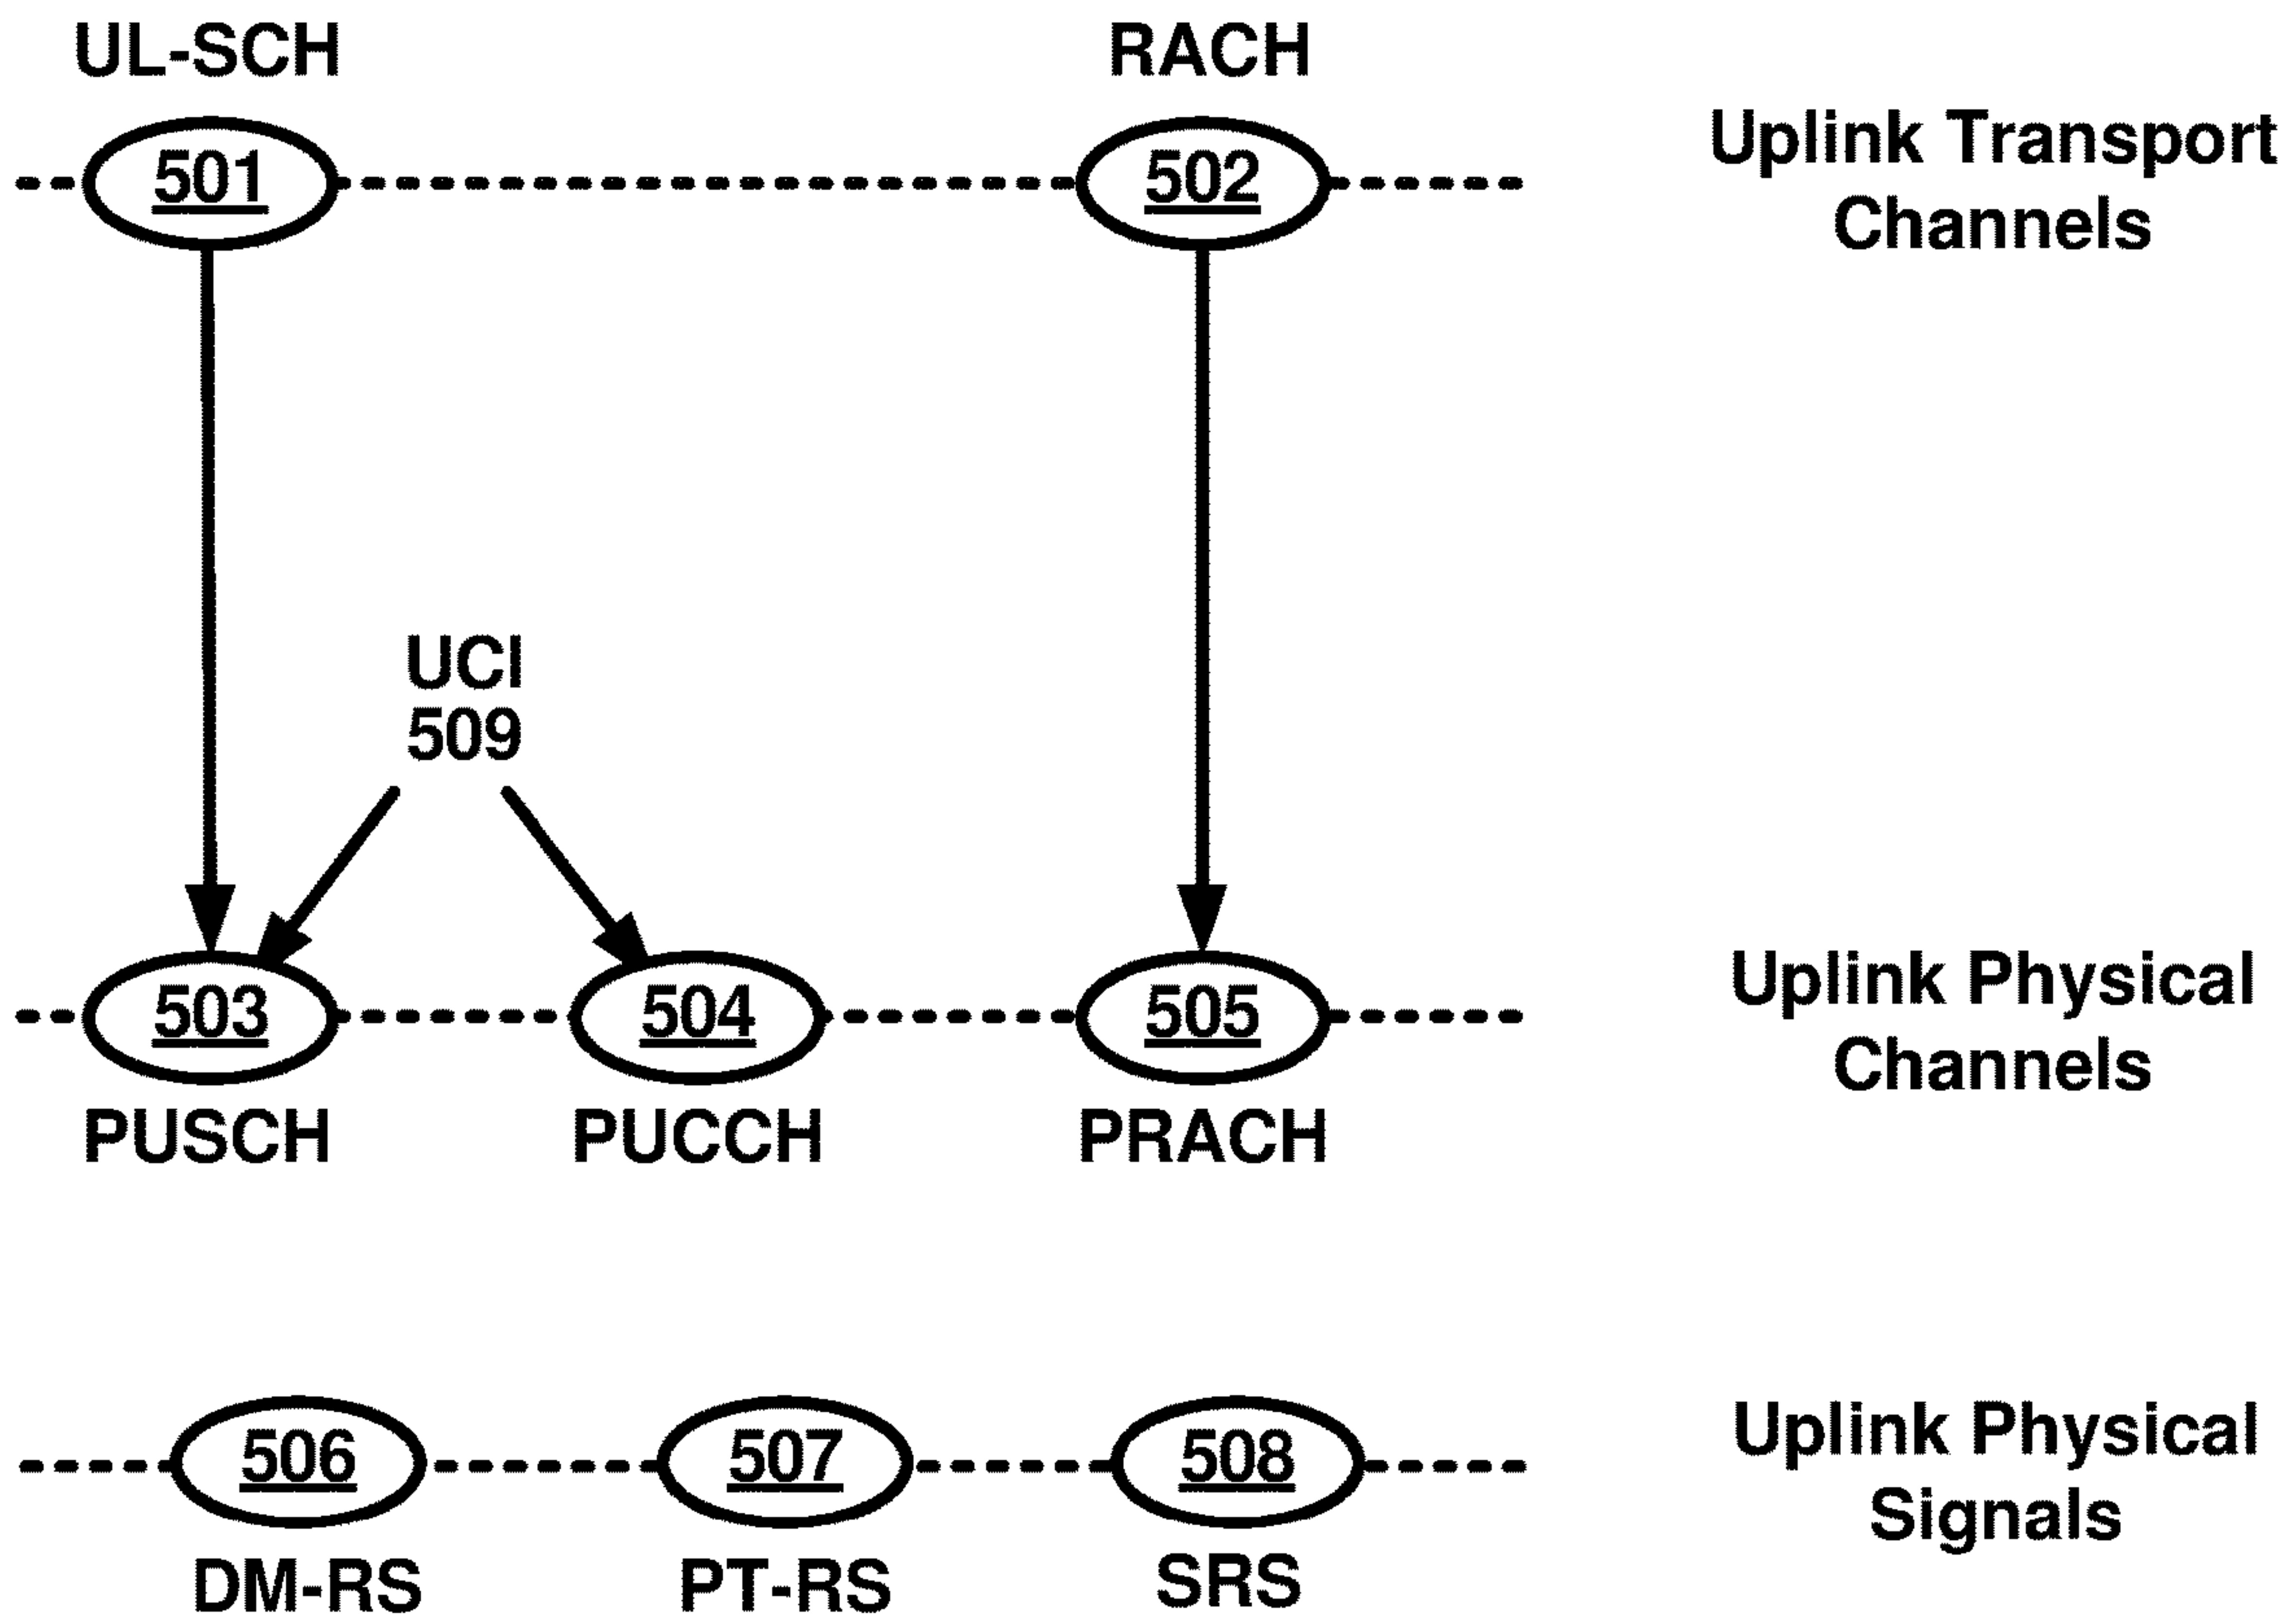 UL-SCH
RACH
501
502
Uplink Transport
Channels
UCI
509
503
504
505
Uplink Physical
Channels
PUSCH
PUCCH
PRACH
506
507
508
Uplink Physical
Signals
DM-RS
PT-RS
SRS